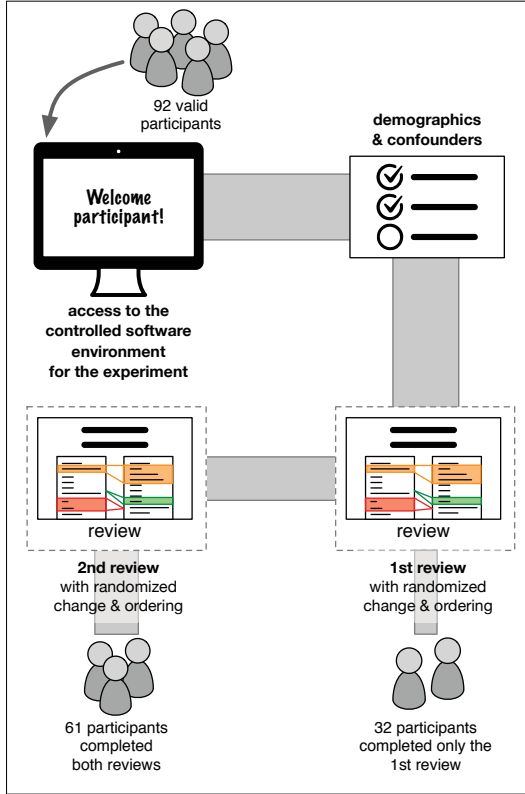 92 valid
participants
Welcome
participant!
access to the
controlled software
environment
for the experiment
demographics
& confounders
review
1st review
with randomized
change & ordering
32 participants
completed only the
1st review
review
2nd review
with randomized
change & ordering
61 participants
completed
both reviews